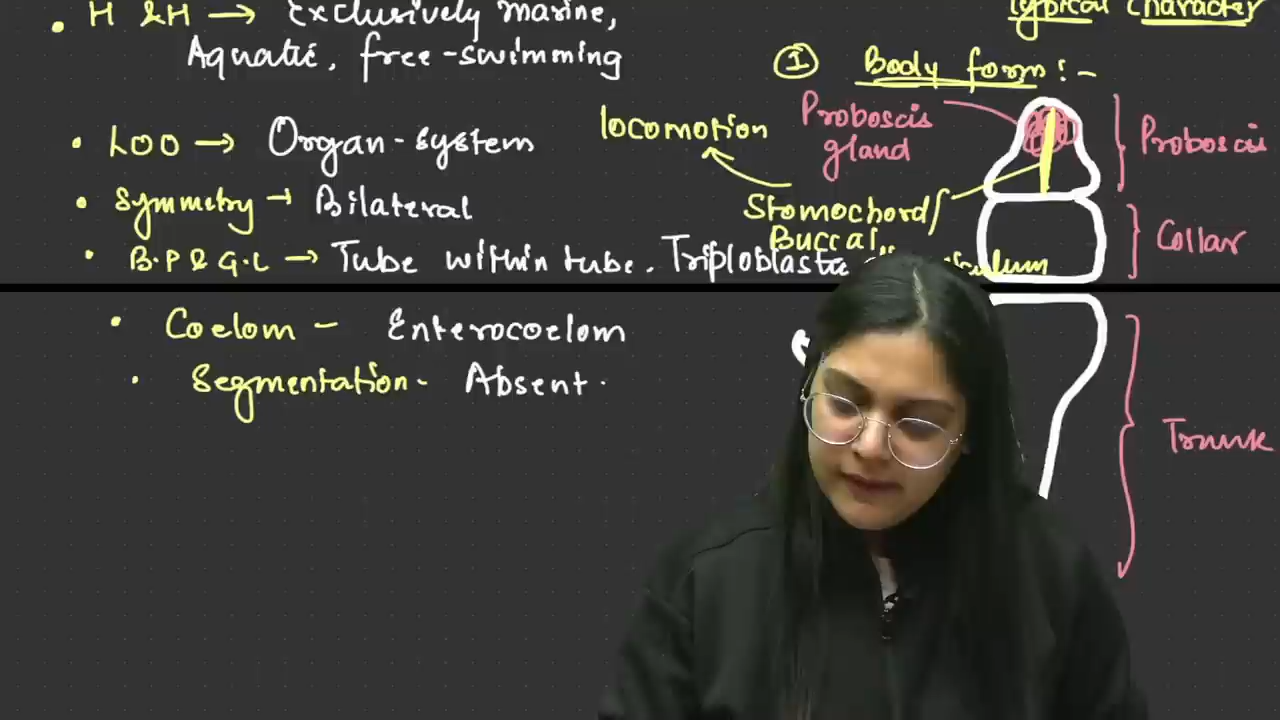 • H & H → Exclusively marine,
Aquatic, free-swimming
• LOO → Organ-system
• Symmetry → Bilateral
• B.P & G.L → Tube within tube. Triploblastic
• Coelom - Enterocoelom
• Segmentation - Absent.
Typical Character
① Body form :-
Proboscis
gland
Proboscis
locomotion
Stomochord/
Buccal
Collar
Trunk